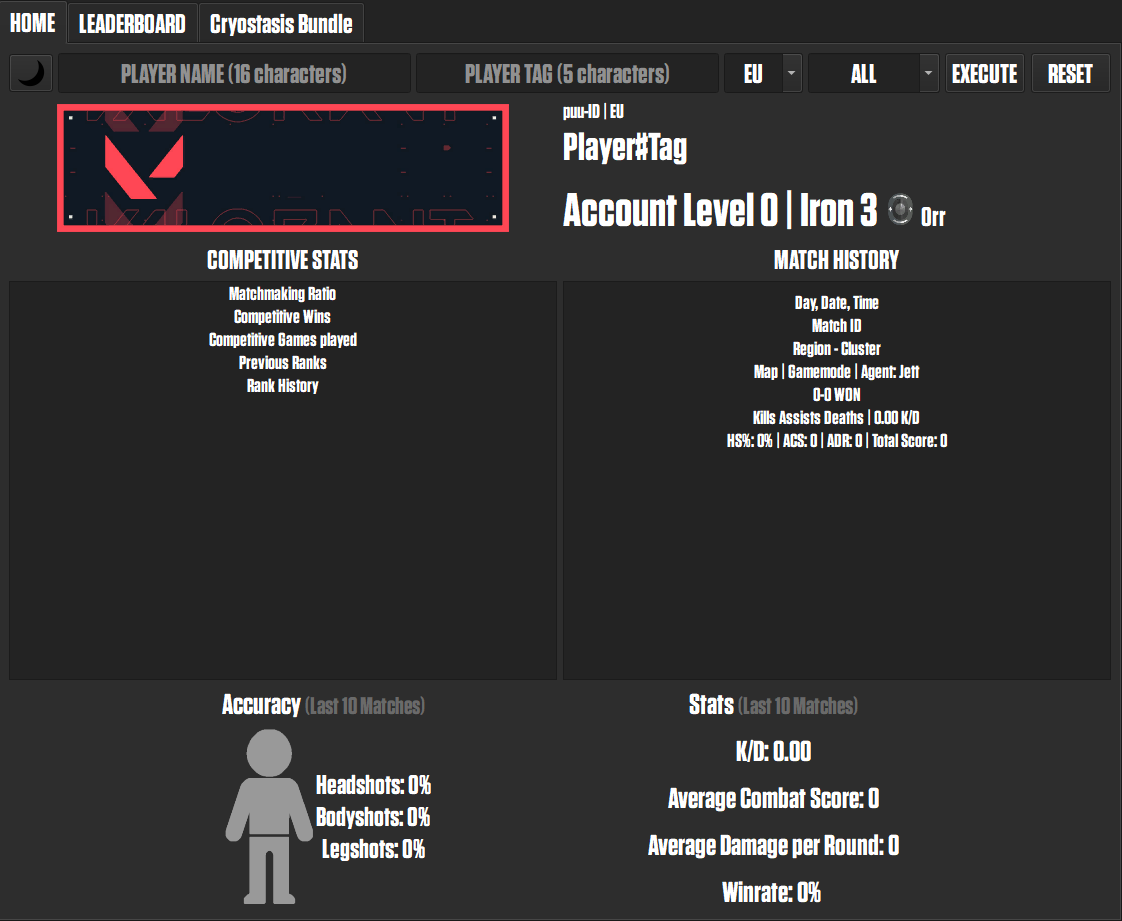 HOME LEADERBOARD Cryostasis Bundle
PLAYER NAME (16 characters) PLAYER TAG (5 characters) EU ALL EXECUTE RESET
puu-ID | EU
Player#Tag
Account Level 0 | Iron 3 0rr
COMPETITIVE STATS
Matchmaking Ratio
Competitive Wins
Competitive Games played
Previous Ranks
Rank History
MATCH HISTORY
Day, Date, Time
Match ID
Region - Cluster
Map | Gamemode | Agent: Jett
0-0 WON
Kills Assists Deaths | 0.00 K/D
HS%: 0% | ACS: 0 | ADR: 0 | Total Score: 0
Accuracy (Last 10 Matches)
Headshots: 0%
Bodyshots: 0%
Legshots: 0%
Stats (Last 10 Matches)
K/D: 0.00
Average Combat Score: 0
Average Damage per Round: 0
Winrate: 0%